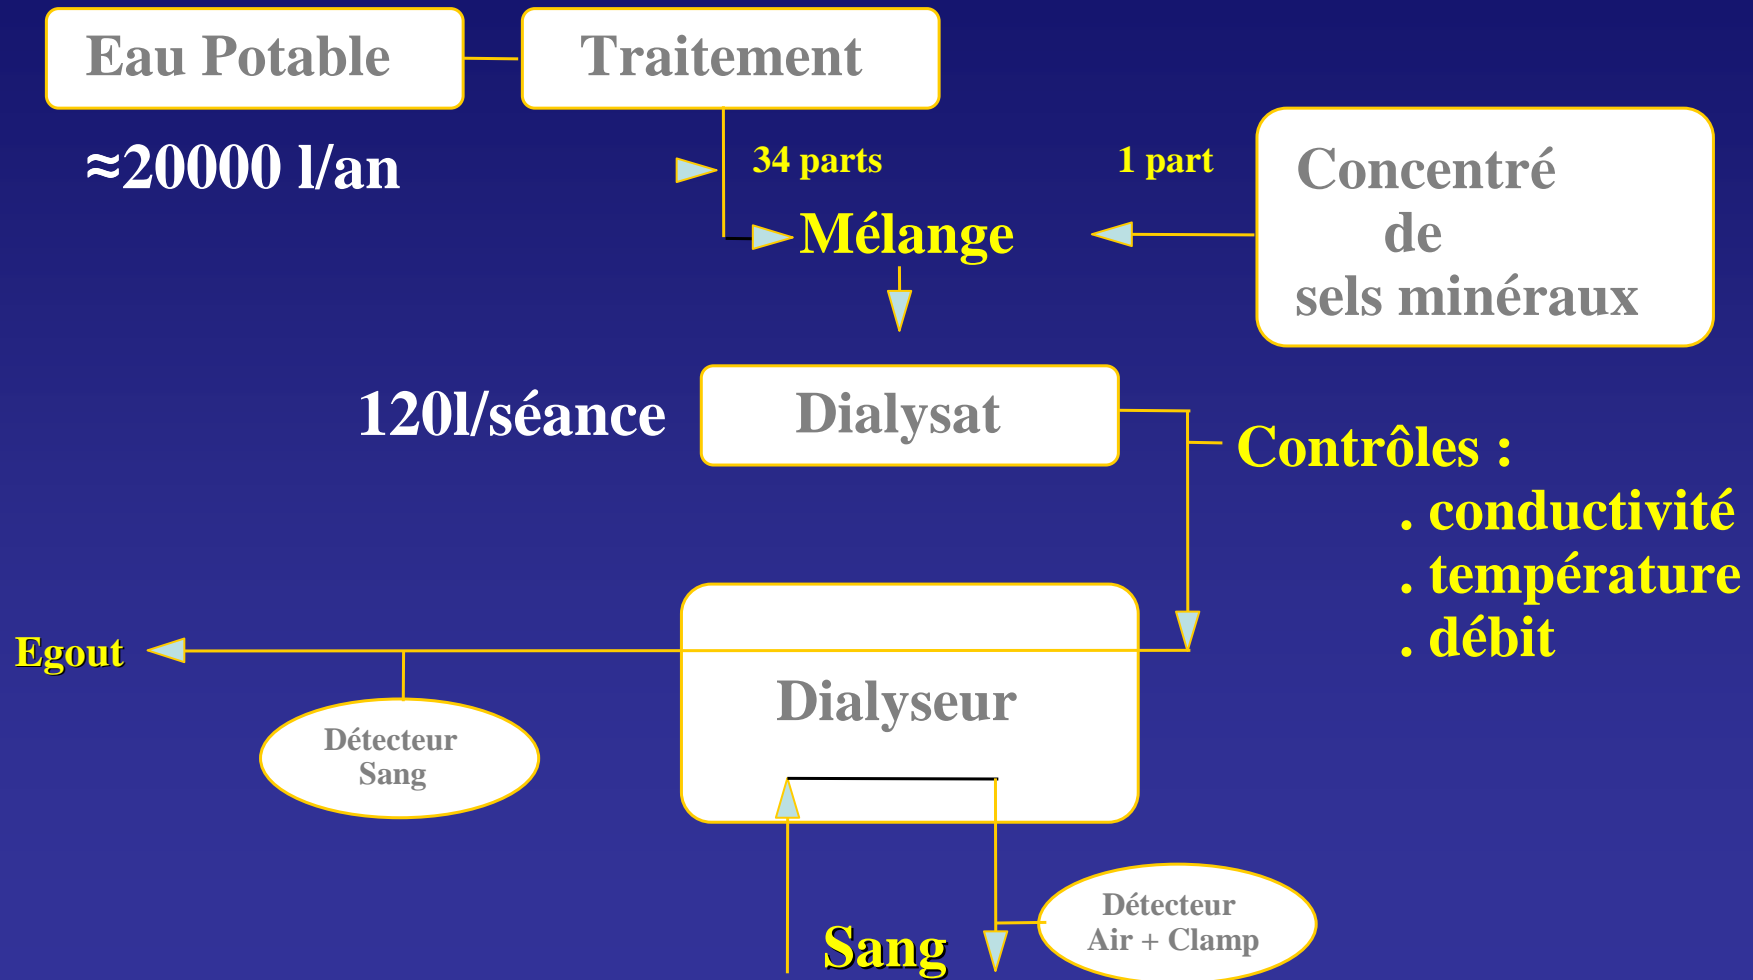 Eau Potable
Traitement
≈20000 l/an
34 parts
1 part
Concentré
de
sels minéraux
Mélange
120l/séance
Dialysat
Contrôles :
. conductivité
. température
. débit
Egout
Dialyseur
Détecteur
Sang
Détecteur
Air + Clamp
Sang